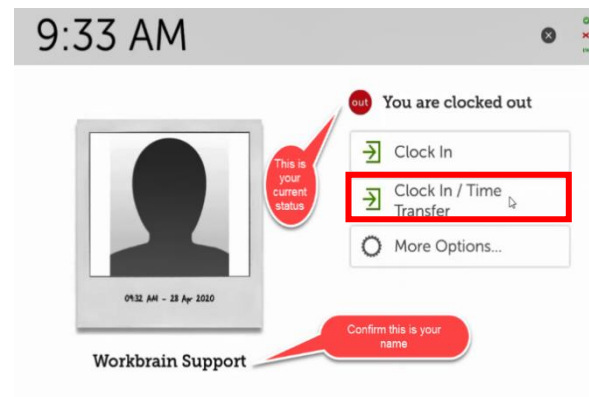 9:33 AM
out You are clocked out
This is
your
current
status
Clock In
Clock In / Time
Transfer
More Options...
09:32 AM - 28 Apr 2020
Confirm this is your
name
Workbrain Support